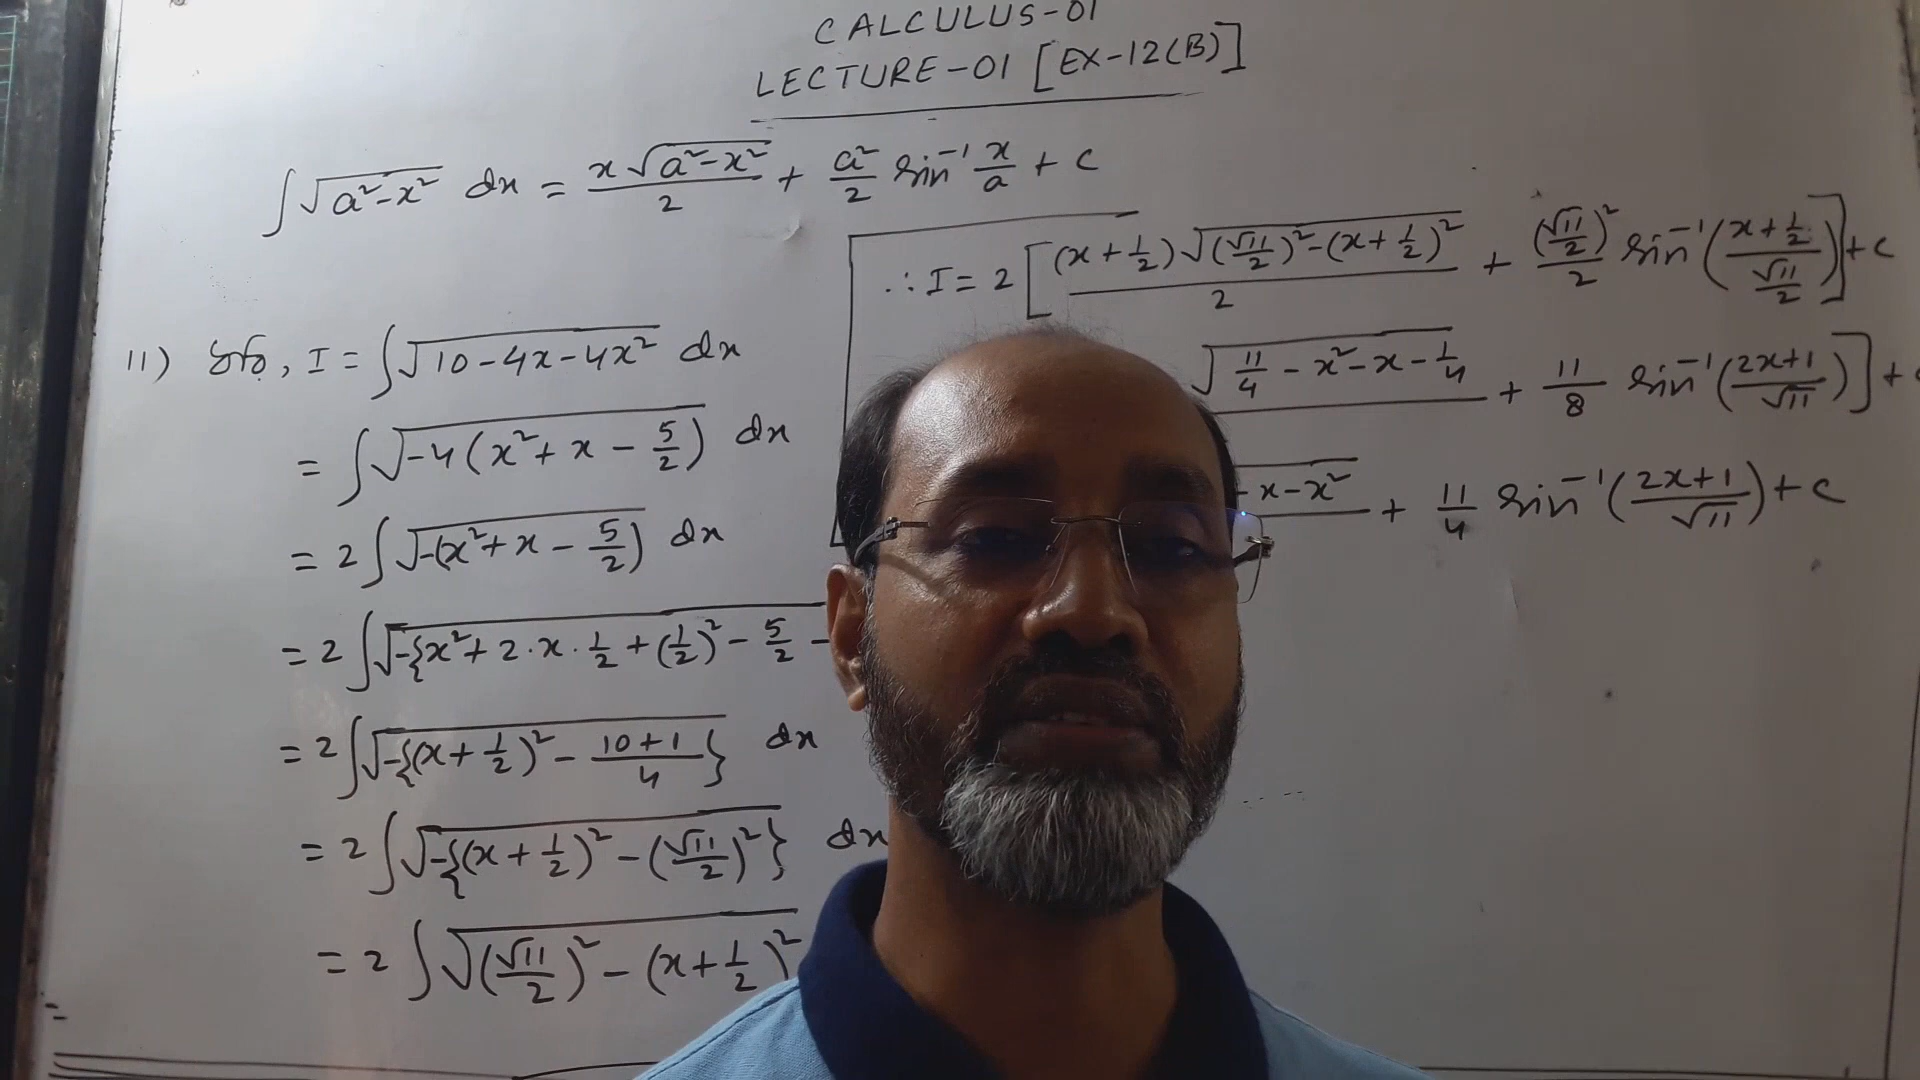 CALCULUS-01
LECTURE-01 [EX-12(B)]
∫√(a²-x²) dx = x√(a²-x²)/2 + a²/2 sin⁻¹ x/a + c
11) ধরি, I = ∫√(10-4x-4x²) dx
= ∫√(-4(x²+x-5/2)) dx
= 2∫√(-(x²+x-5/2)) dx
= 2∫√(-{x²+2·x·1/2+(1/2)²-5/2-
= 2∫√(-{(x+1/2)²-(10+1)/4}) dx
= 2∫√(-{(x+1/2)²-(√11/2)²}) dx
= 2∫√((√11/2)²-(x+1/2)²
∴ I = 2[(x+1/2)√((√11/2)²-(x+1/2)²)/2 + (√11/2)²/2 sin⁻¹((x+1/2)/(√11/2))]+c
√(11/4-x²-x-1/4) + 11/8 sin⁻¹((2x+1)/√11)]+c
-x-x² + 11/4 sin⁻¹((2x+1)/√11)+c